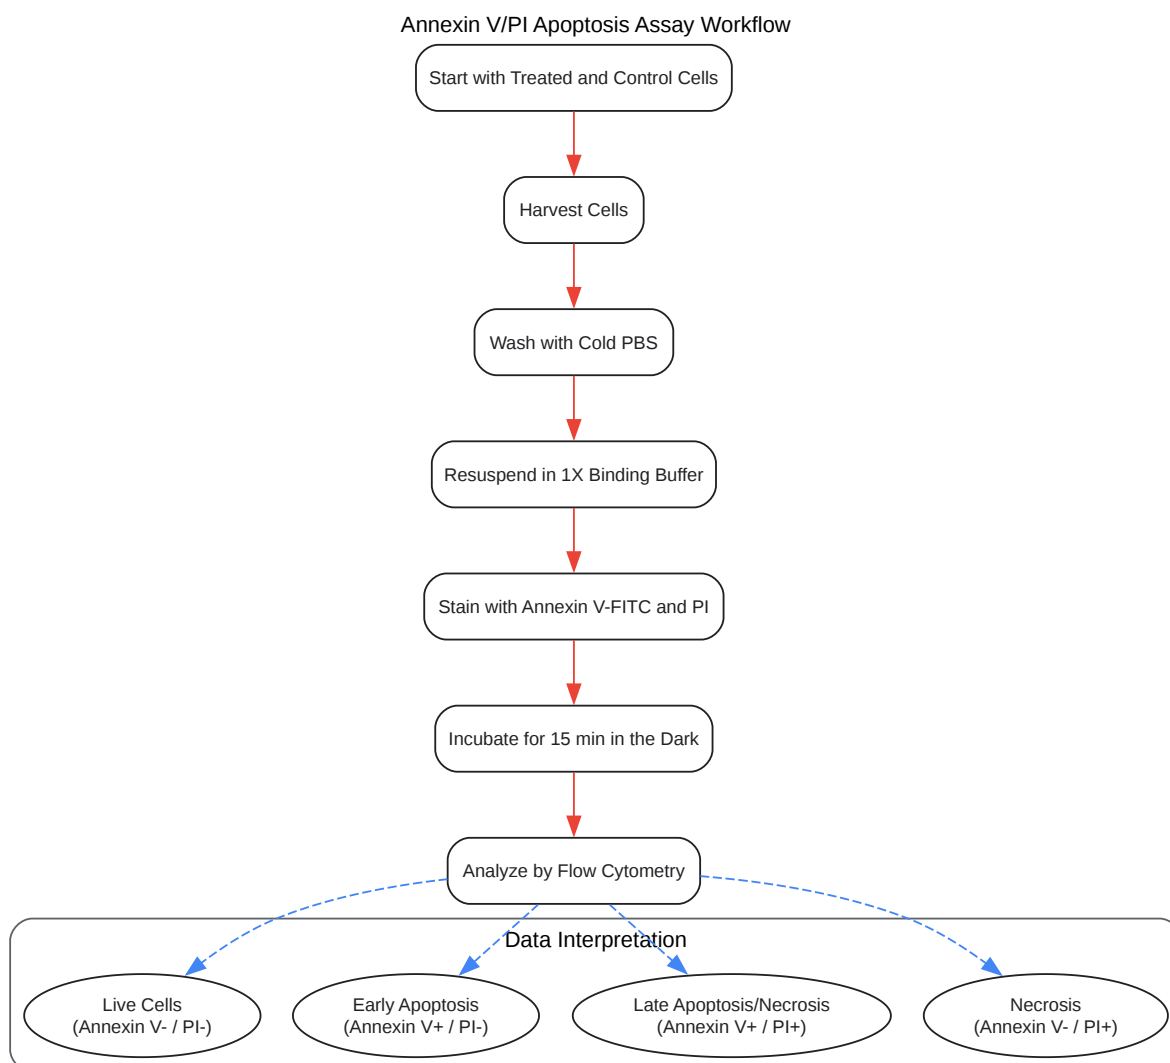 Annexin V/PI Apoptosis Assay Workflow
Start with Treated and Control Cells
Harvest Cells
Wash with Cold PBS
Resuspend in 1X Binding Buffer
Stain with Annexin V-FITC and PI
Incubate for 15 min in the Dark
Analyze by Flow Cytometry
Data Interpretation
Live Cells
(Annexin V- / PI-)
Early Apoptosis
(Annexin V+ / PI-)
Late Apoptosis/Necrosis
(Annexin V+ / PI+)
Necrosis
(Annexin V- / PI+)